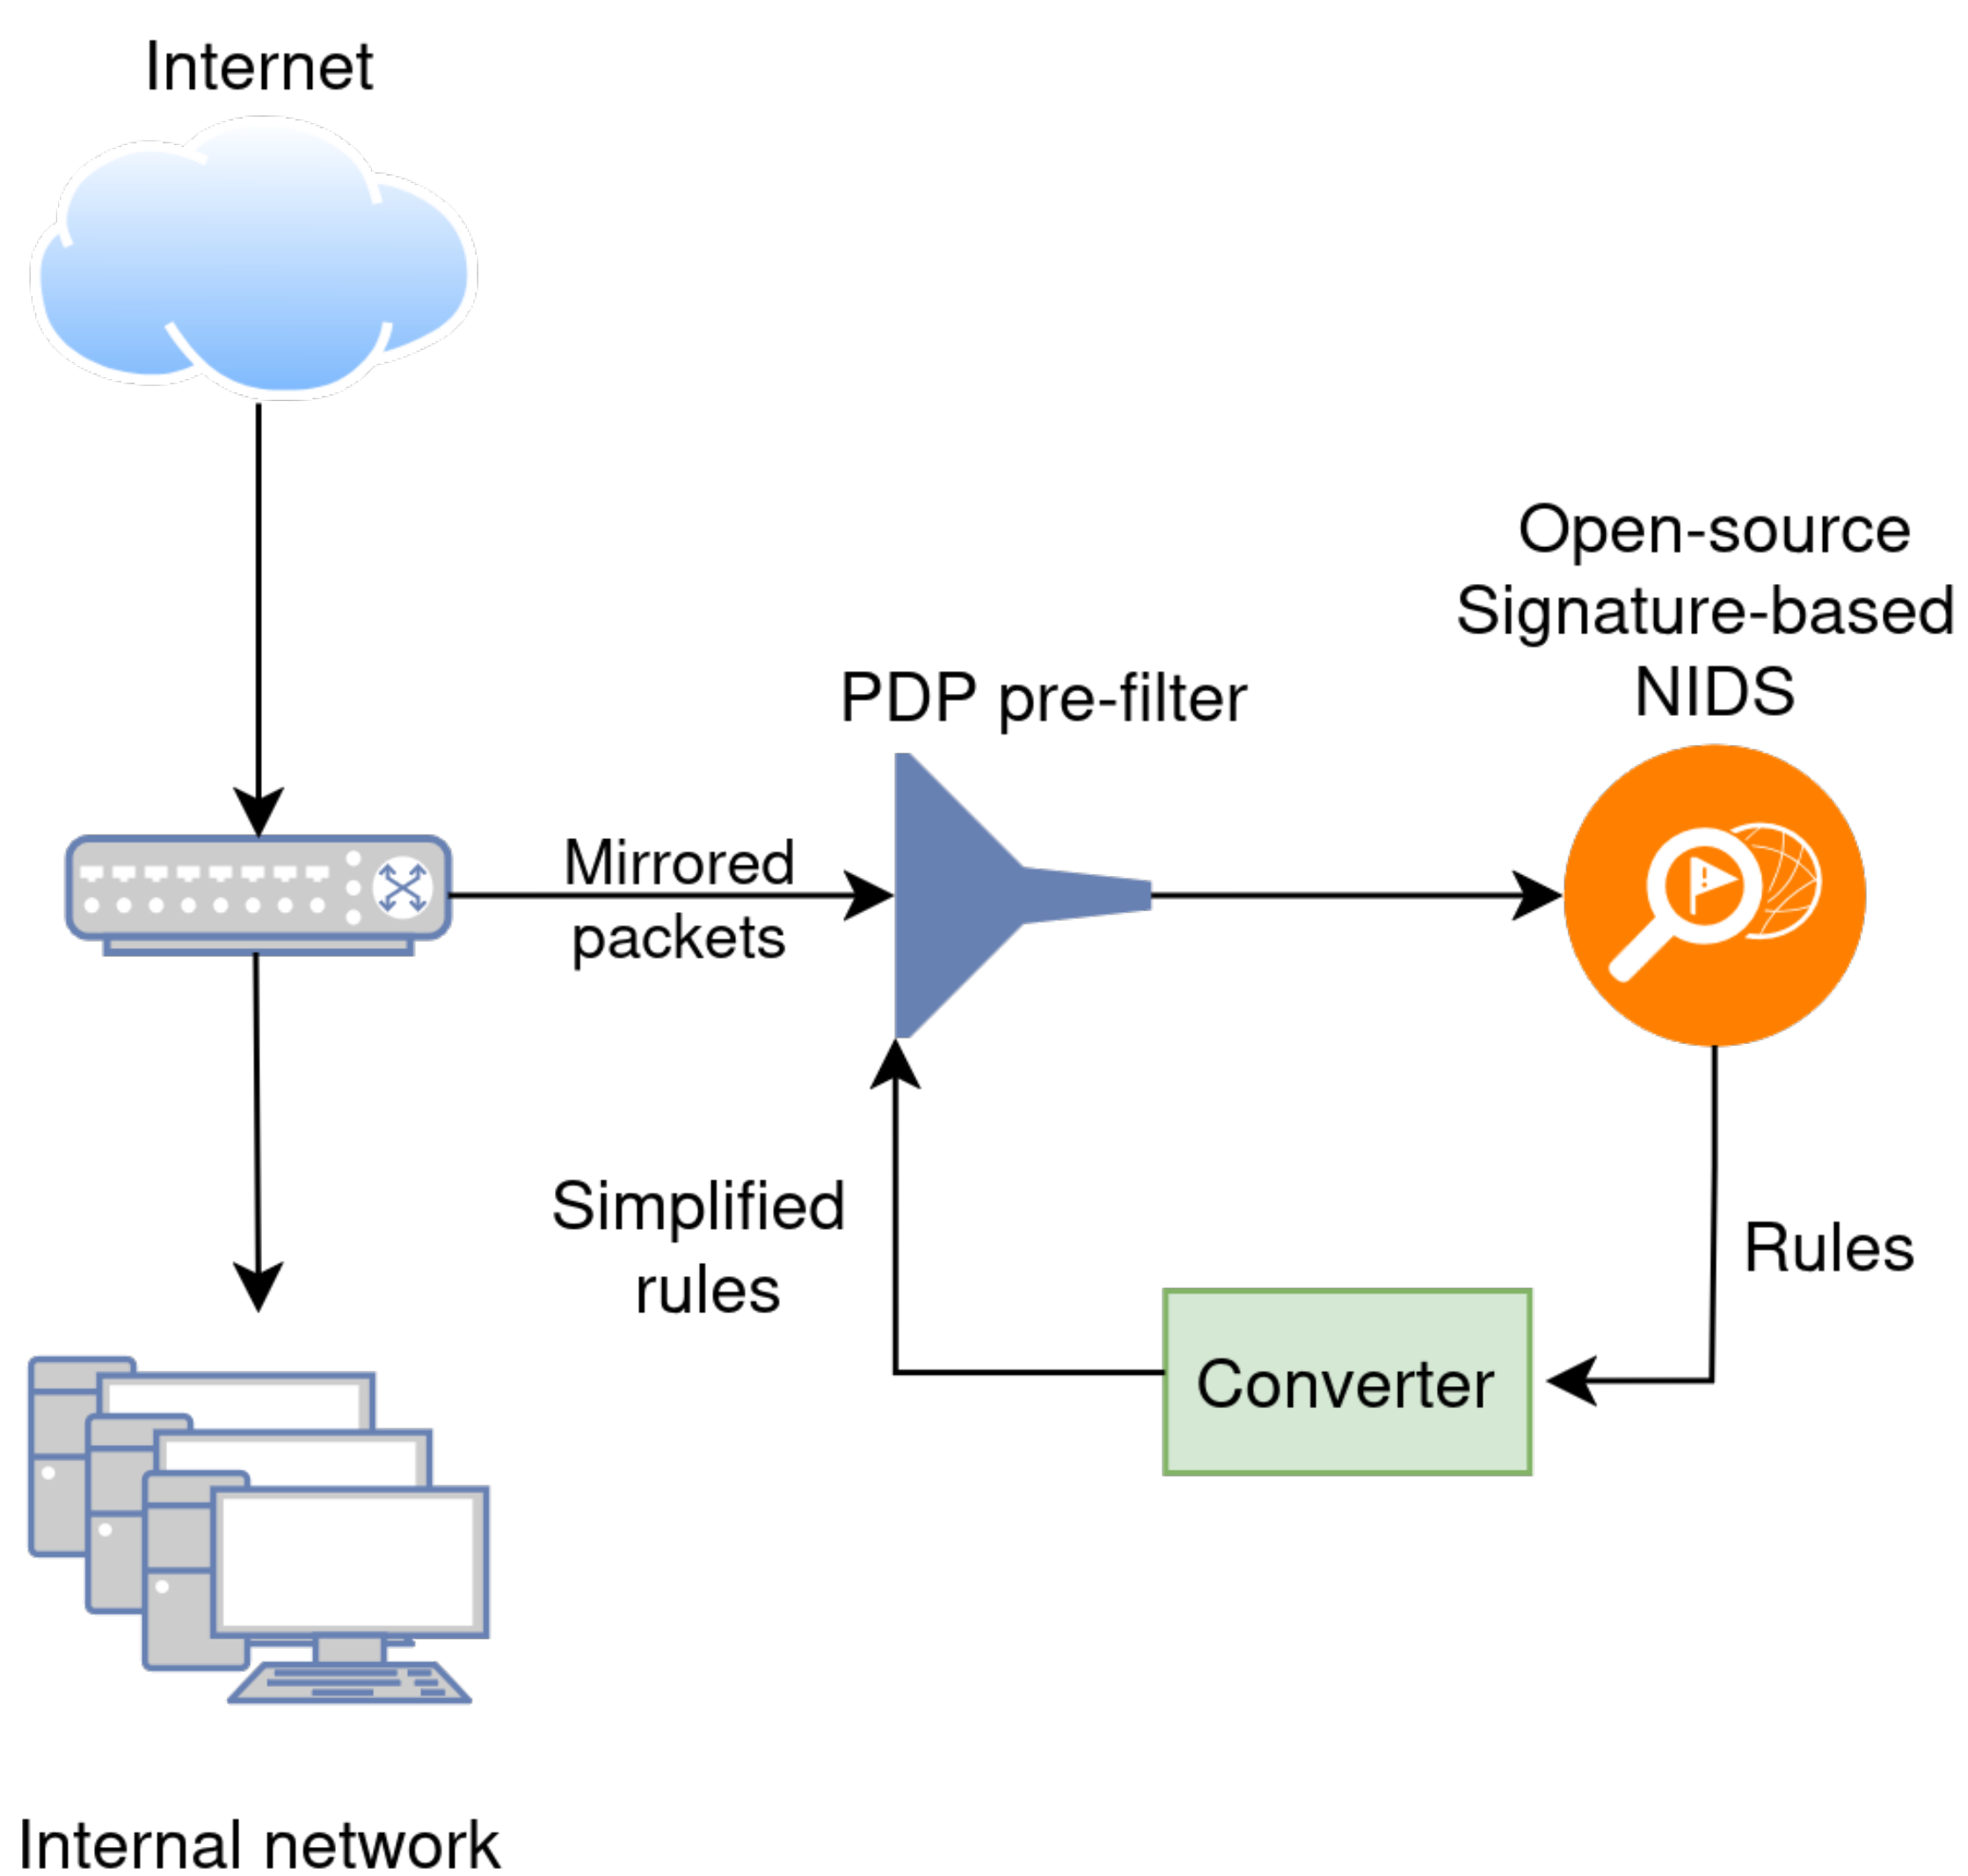 Internet
Open-source
Signature-based
NIDS
PDP pre-filter
Mirrored
packets
Simplified
rules
Rules
Converter
Internal network